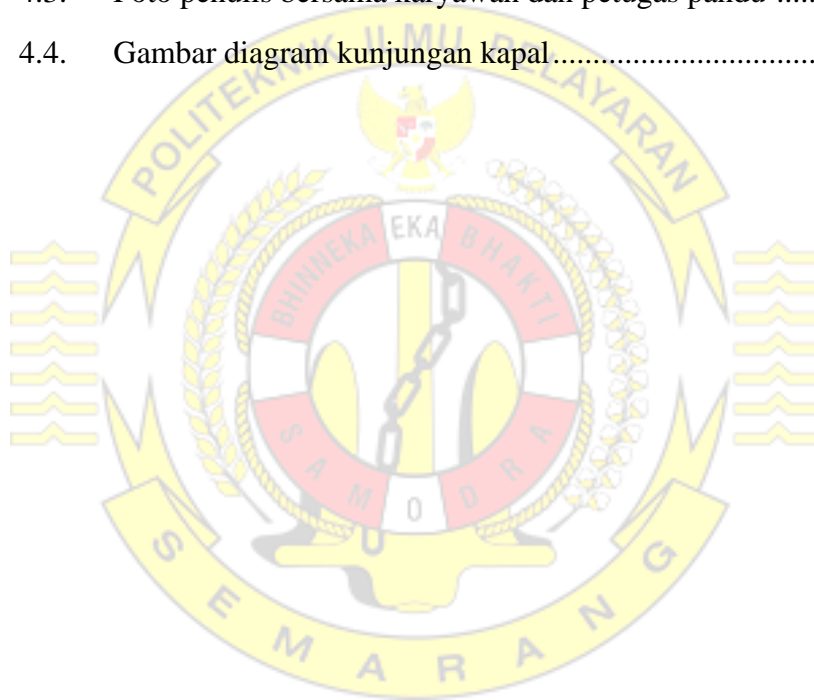 4.3. Foto penulis bersama karyawan dan petugas pandu .....
4.4. Gambar diagram kunjungan kapal ..............................
POLITEKNIK ILMU PELAYARAN
BHINNEKA EKA BHAKTI
SAMODRA
SEMARANG